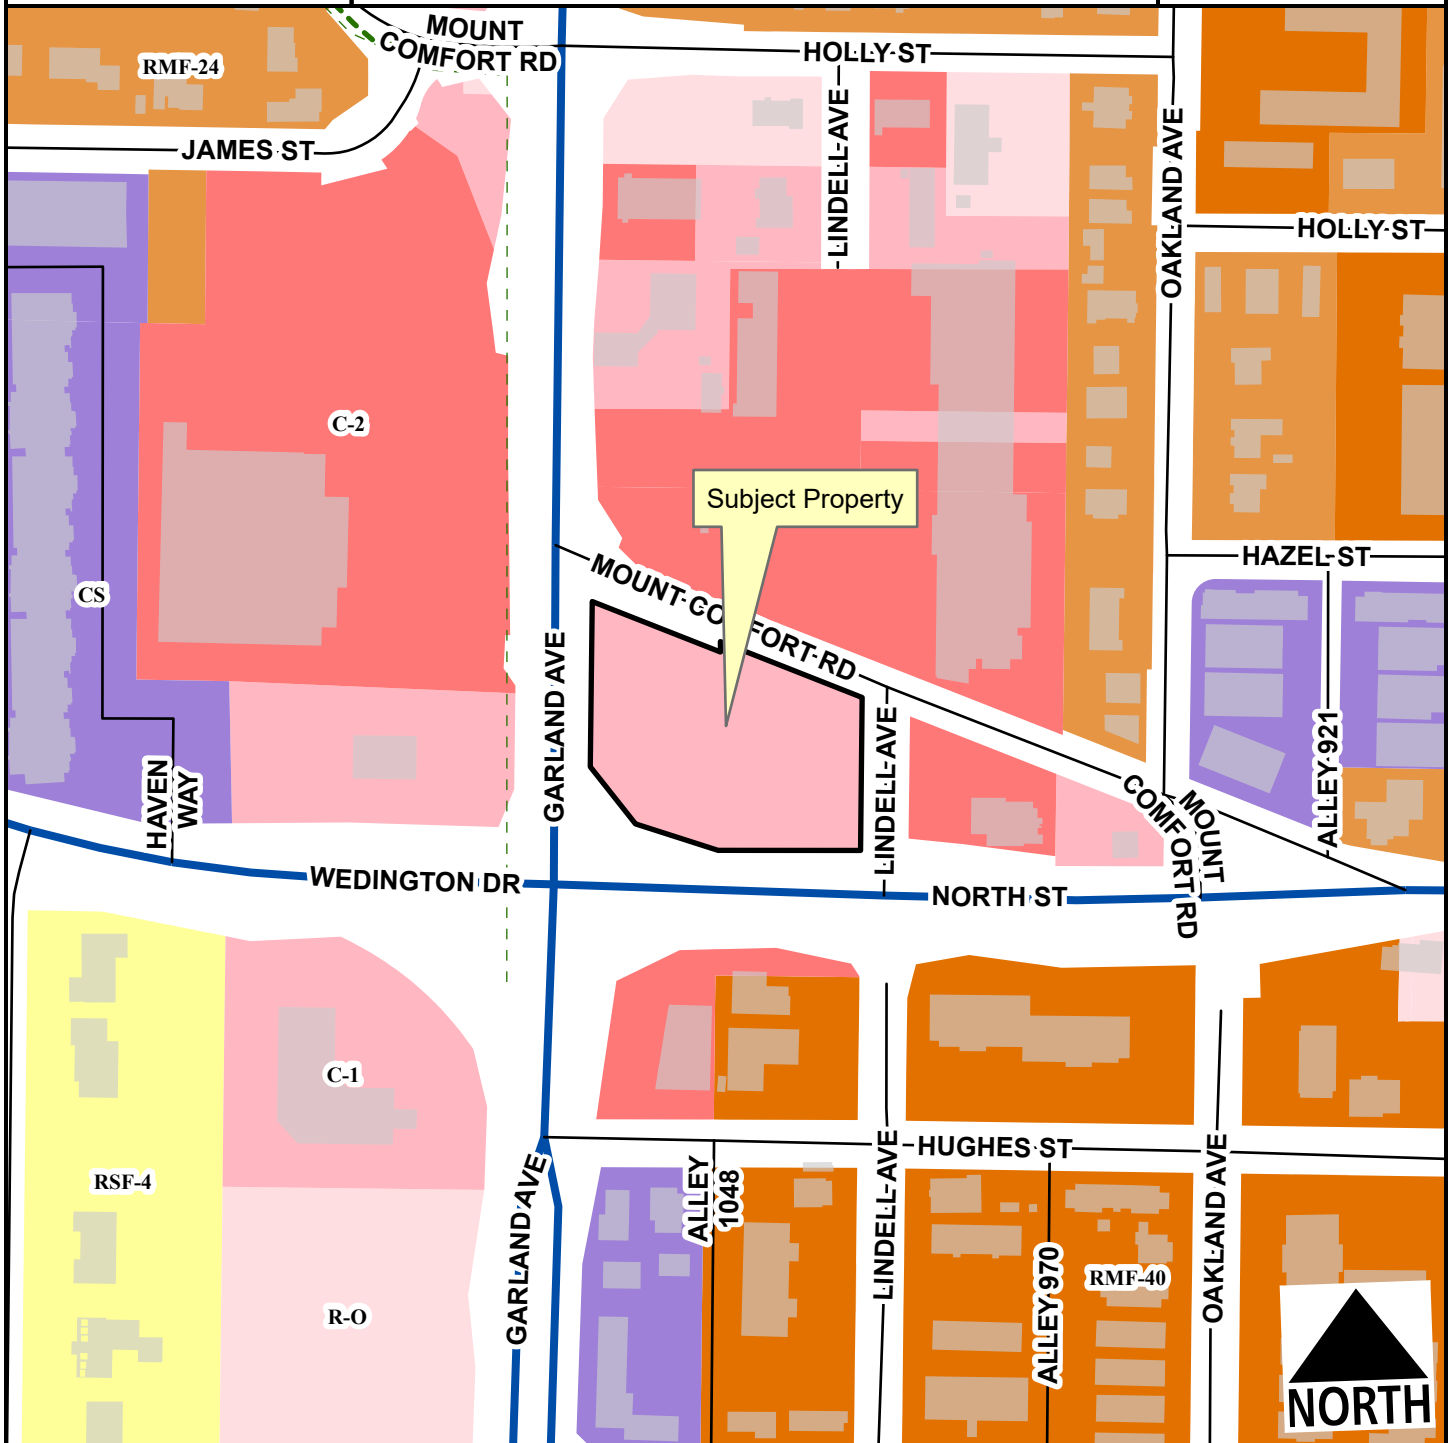 MOUNT
COMFORT RD
HOLLY ST
RMF-24
JAMES ST
LINDELL AVE
OAKLAND AVE
HOLLY ST
C-2
Subject Property
HAZEL ST
MOUNT COMFORT RD
CS
GARLAND AVE
LINDELL AVE
ALLEY 921
HAVEN
WAY
MOUNT
COMFORT RD
WEDINGTON DR
NORTH ST
C-1
HUGHES ST
RSF-4
ALLEY
1048
GARLAND AVE
LINDELL AVE
ALLEY 970
RMF-40
OAKLAND AVE
R-O
NORTH